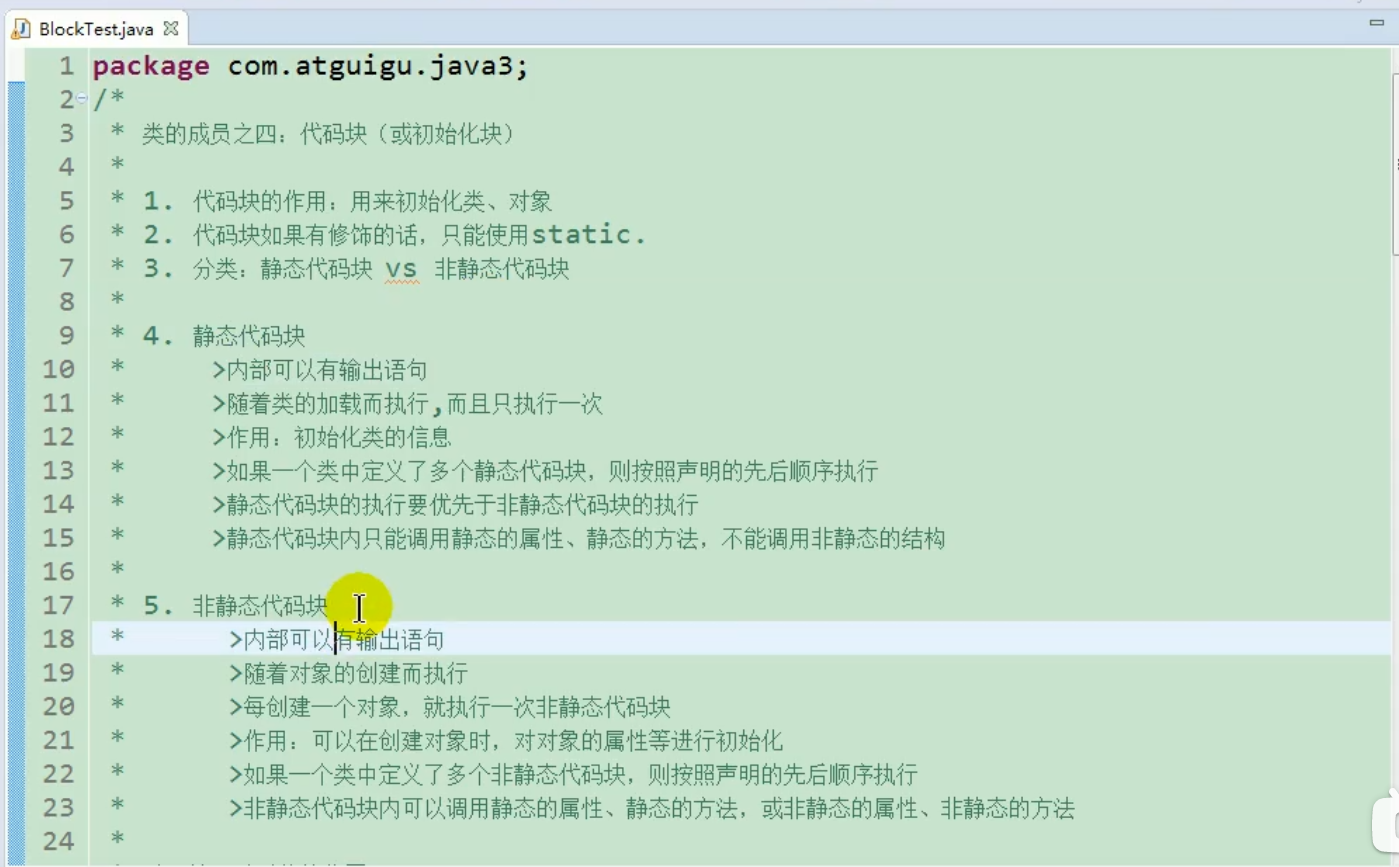 BlockTest.java
1 package com.atguigu.java3;
2 /*
3 * 类的成员之四：代码块（或初始化块）
4 *
5 * 1. 代码块的作用：用来初始化类、对象
6 * 2. 代码块如果有修饰的话，只能使用static.
7 * 3. 分类：静态代码块 vs 非静态代码块
8 *
9 * 4. 静态代码块
10 * >内部可以有输出语句
11 * >随着类的加载而执行,而且只执行一次
12 * >作用：初始化类的信息
13 * >如果一个类中定义了多个静态代码块，则按照声明的先后顺序执行
14 * >静态代码块的执行要优先于非静态代码块的执行
15 * >静态代码块内只能调用静态的属性、静态的方法，不能调用非静态的结构
16 *
17 * 5. 非静态代码块
18 * >内部可以有输出语句
19 * >随着对象的创建而执行
20 * >每创建一个对象，就执行一次非静态代码块
21 * >作用：可以在创建对象时，对对象的属性等进行初始化
22 * >如果一个类中定义了多个非静态代码块，则按照声明的先后顺序执行
23 * >非静态代码块内可以调用静态的属性、静态的方法，或非静态的属性、非静态的方法
24 *